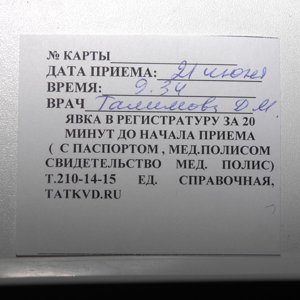 № КАРТЫ
ДАТА ПРИЕМА: 21 июня
ВРЕМЯ: 9.34
ВРАЧ Галимова Д.М.
ЯВКА В РЕГИСТРАТУРУ ЗА 20
МИНУТ ДО НАЧАЛА ПРИЕМА
( С ПАСПОРТОМ , МЕД.ПОЛИСОМ
СВИДЕТЕЛЬСТВО МЕД. ПОЛИС)
Т.210-14-15 ЕД. СПРАВОЧНАЯ,
TATKVD.RU